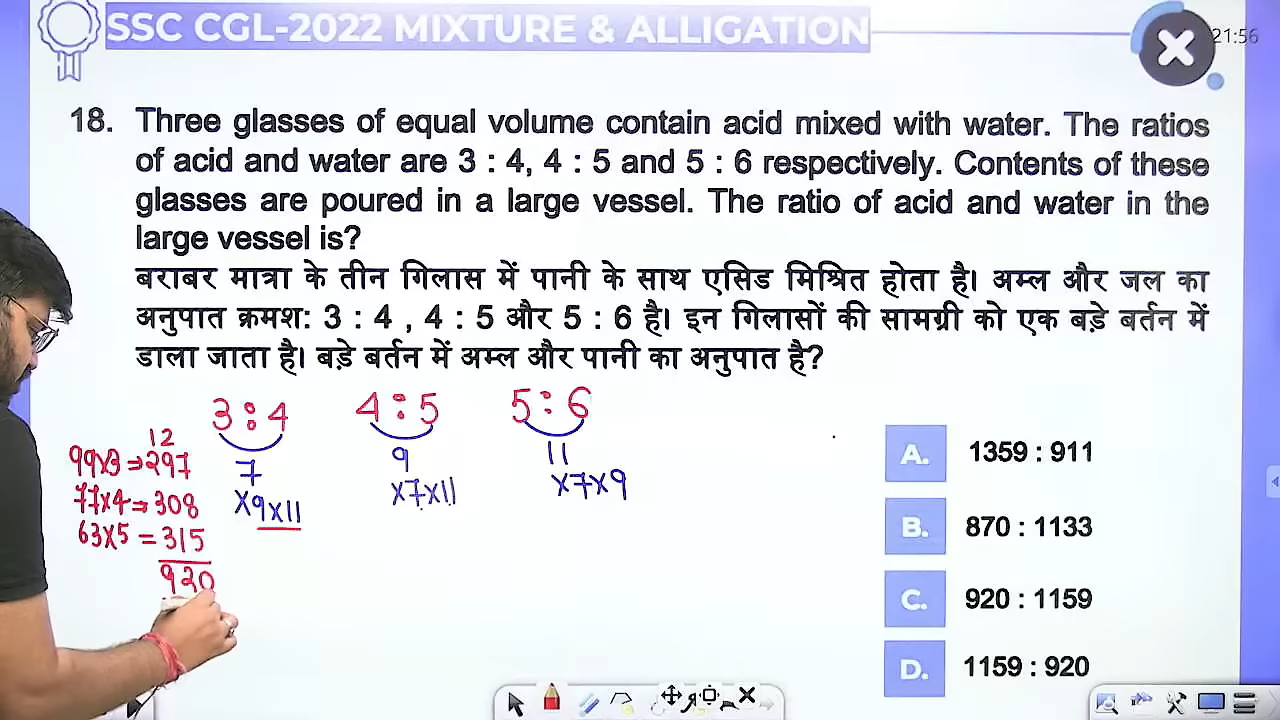 SSC CGL-2022 MIXTURE & ALLIGATION
21:56
18. Three glasses of equal volume contain acid mixed with water. The ratios
of acid and water are 3 : 4, 4 : 5 and 5 : 6 respectively. Contents of these
glasses are poured in a large vessel. The ratio of acid and water in the
large vessel is?
बराबर मात्रा के तीन गिलास में पानी के साथ एसिड मिश्रित होता है। अम्ल और जल का
अनुपात क्रमश: 3 : 4 , 4 : 5 और 5 : 6 है। इन गिलासों की सामग्री को एक बड़े बर्तन में
डाला जाता है। बड़े बर्तन में अम्ल और पानी का अनुपात है?
3 : 4 4 : 5 5 : 6
7 9 11
×9×11 ×7×11 ×7×9
12
99×3 ⇒ 297
77×4 ⇒ 308
63×5 = 315
920
A. 1359 : 911
B. 870 : 1133
C. 920 : 1159
D. 1159 : 920